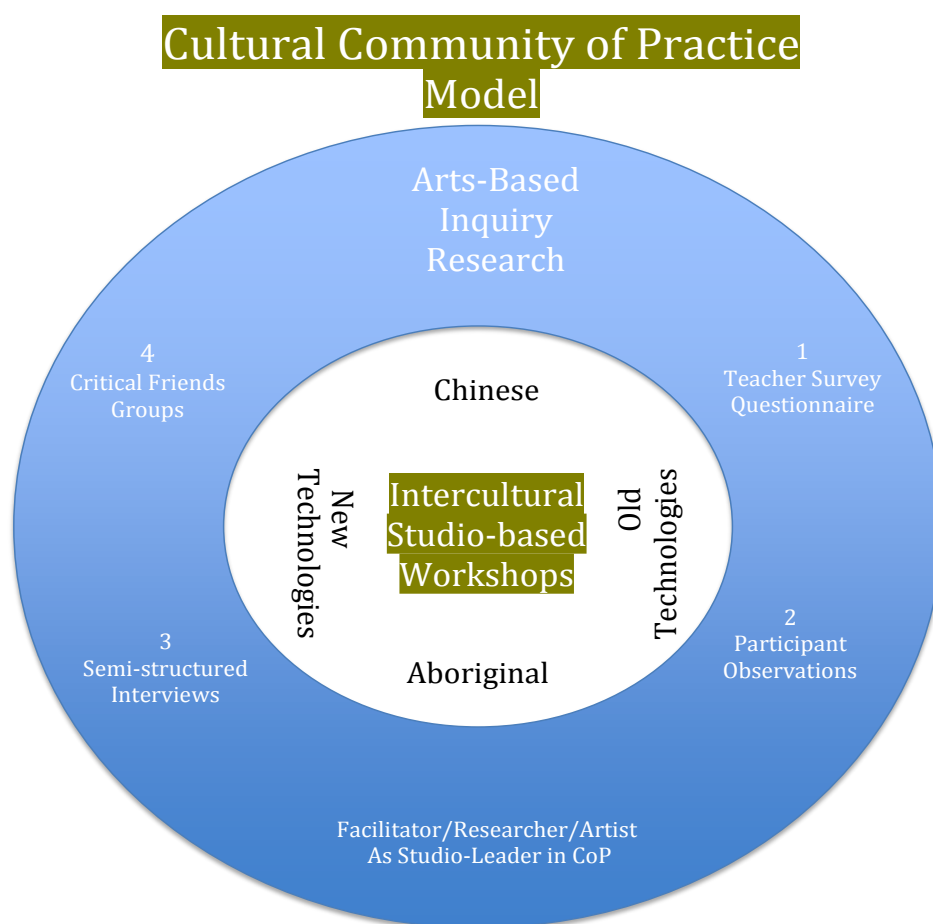 Cultural Community of Practice
Model
Arts-Based
Inquiry
Research
4
Critical Friends
Groups
1
Teacher Survey
Questionnaire
Chinese
New
Technologies
Intercultural
Studio-based
Workshops
Old
Technologies
Aboriginal
3
Semi-structured
Interviews
2
Participant
Observations
Facilitator/Researcher/Artist
As Studio-Leader in CoP